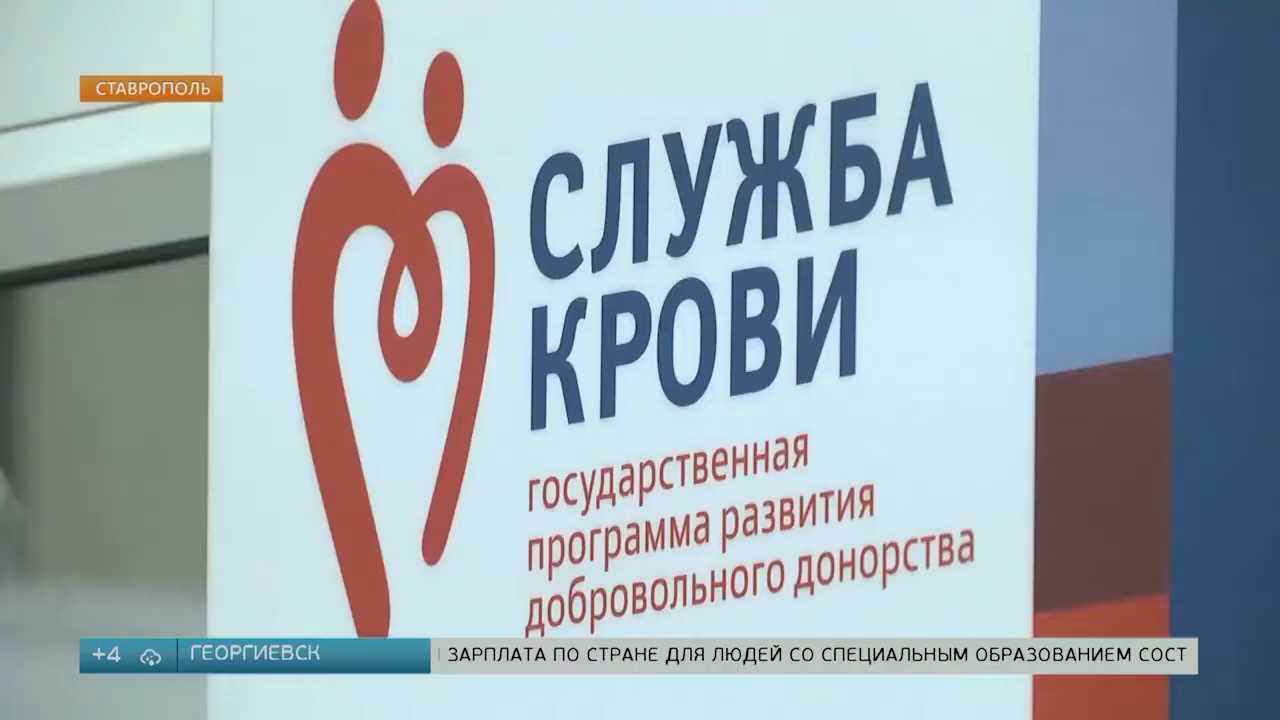 СТАВРОПОЛЬ
СЛУЖБА
КРОВИ
государственная
программа развития
добровольного донорства
+4 ГЕОРГИЕВСК
ЗАРПЛАТА ПО СТРАНЕ ДЛЯ ЛЮДЕЙ СО СПЕЦИАЛЬНЫМ ОБРАЗОВАНИЕМ СОСТ